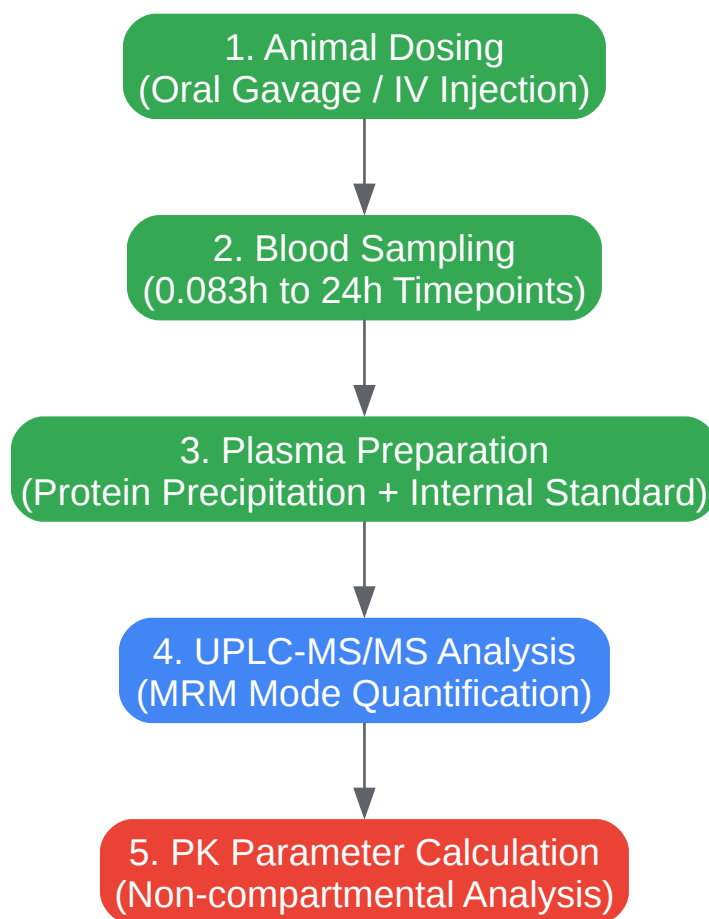 1. Animal Dosing
(Oral Gavage / IV Injection)
2. Blood Sampling
(0.083h to 24h Timepoints)
3. Plasma Preparation
(Protein Precipitation + Internal Standard)
4. UPLC-MS/MS Analysis
(MRM Mode Quantification)
5. PK Parameter Calculation
(Non-compartmental Analysis)